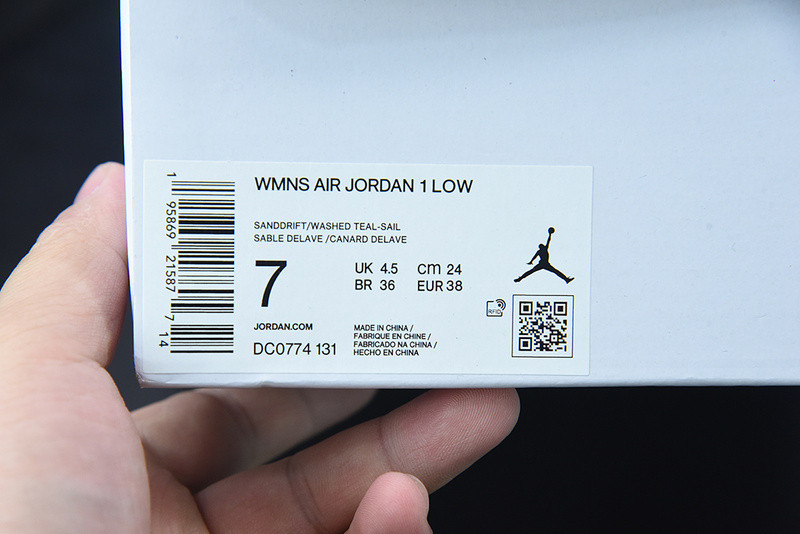 WMNS AIR JORDAN 1 LOW
SANDDRIFT/WASHED TEAL-SAIL
SABLE DELAVE /CANARD DELAVE
7
UK 4.5 cm 24
BR 36 EUR 38
RFID
JORDAN.COM
DC0774 131
MADE IN CHINA /
FABRIQUE EN CHINE /
FABRICADO NA CHINA /
HECHO EN CHINA
1 95869 21587 7 14